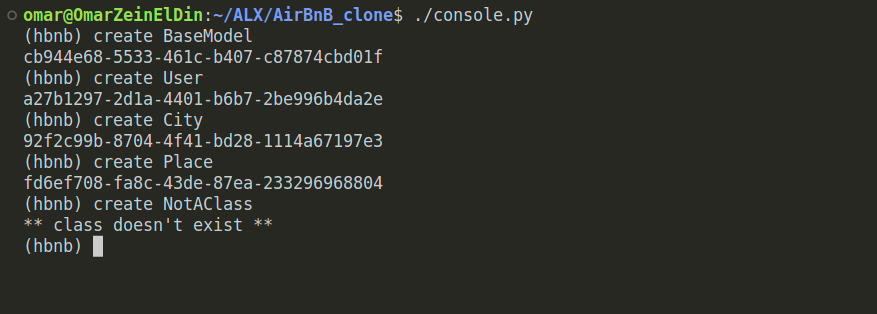 omar@OmarZeinElDin:~/ALX/AirBnB_clone$ ./console.py
(hbnb) create BaseModel
cb944e68-5533-461c-b407-c87874cbd01f
(hbnb) create User
a27b1297-2d1a-4401-b6b7-2be996b4da2e
(hbnb) create City
92f2c99b-8704-4f41-bd28-1114a67197e3
(hbnb) create Place
fd6ef708-fa8c-43de-87ea-233296968804
(hbnb) create NotAClass
** class doesn't exist **
(hbnb)